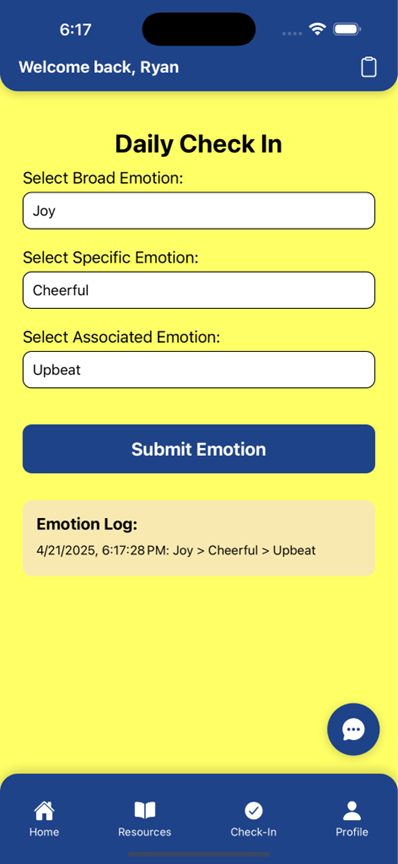 6:17
Welcome back, Ryan
Daily Check In
Select Broad Emotion:
Joy
Select Specific Emotion:
Cheerful
Select Associated Emotion:
Upbeat
Submit Emotion
Emotion Log:
4/21/2025, 6:17:28 PM: Joy > Cheerful > Upbeat
Home
Resources
Check-In
Profile